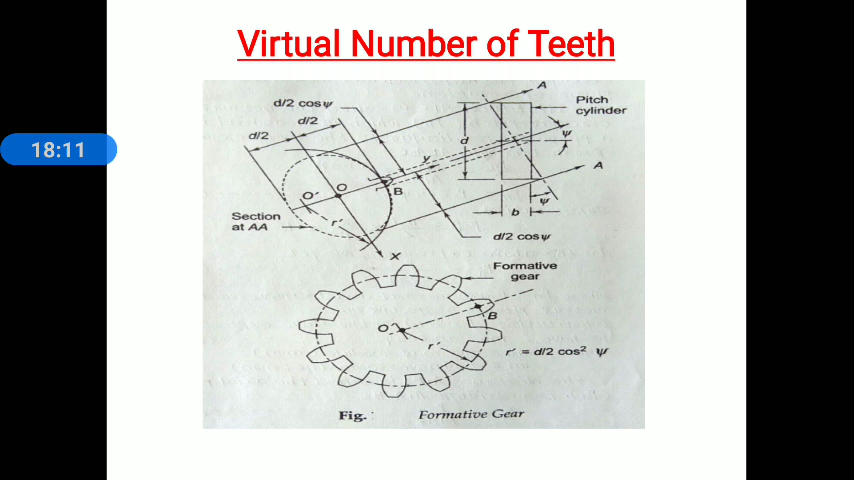 Virtual Number of Teeth
18:11
d/2 cos ψ
d/2
d/2
A
Pitch
cylinder
ψ
d
y
A
O
O'
B
r'
Section
at AA
b
ψ
d/2 cos ψ
X
Formative
gear
B
O'
r'
r' = d/2 cos² ψ
Fig. : Formative Gear